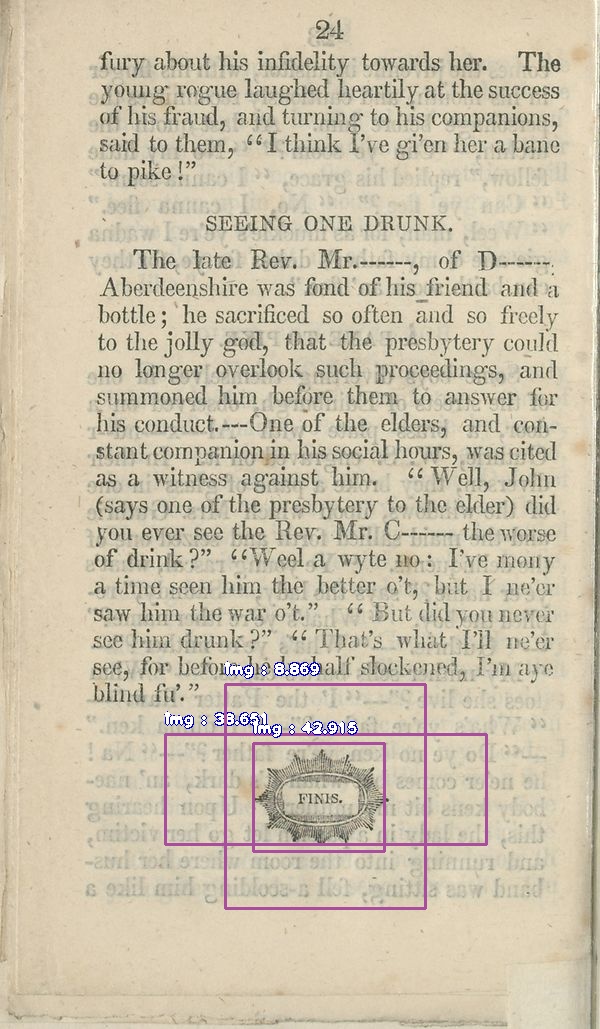 24
fury about his infidelity towards her. The
young rogue laughed heartily at the success
of his fraud, and turning to his companions,
said to them, “I think I’ve gi’en her a bane
to pike!”
SEEING ONE DRUNK.
The late Rev. Mr.------, of D------.
Aberdeenshire was fond of his friend and a
bottle; he sacrificed so often and so freely
to the jolly god, that the presbytery could
no longer overlook such proceedings, and
summoned him before them to answer for
his conduct.---One of the elders, and con-
stant companion in his social hours, was cited
as a witness against him. “Well, John
(says one of the presbytery to the elder) did
you ever see the Rev. Mr. C------ the worse
of drink?” “Weel a wyte no: I’ve mony
a time seen him the better o’t, but I ne’er
saw him the war o’t.” “But did you never
see him drunk?” “That’s what I’ll ne’er
see, for before half slockened, I’m aye
blind fu’.”
img : 8.869
img : 33.651
img : 42.915
FINIS.